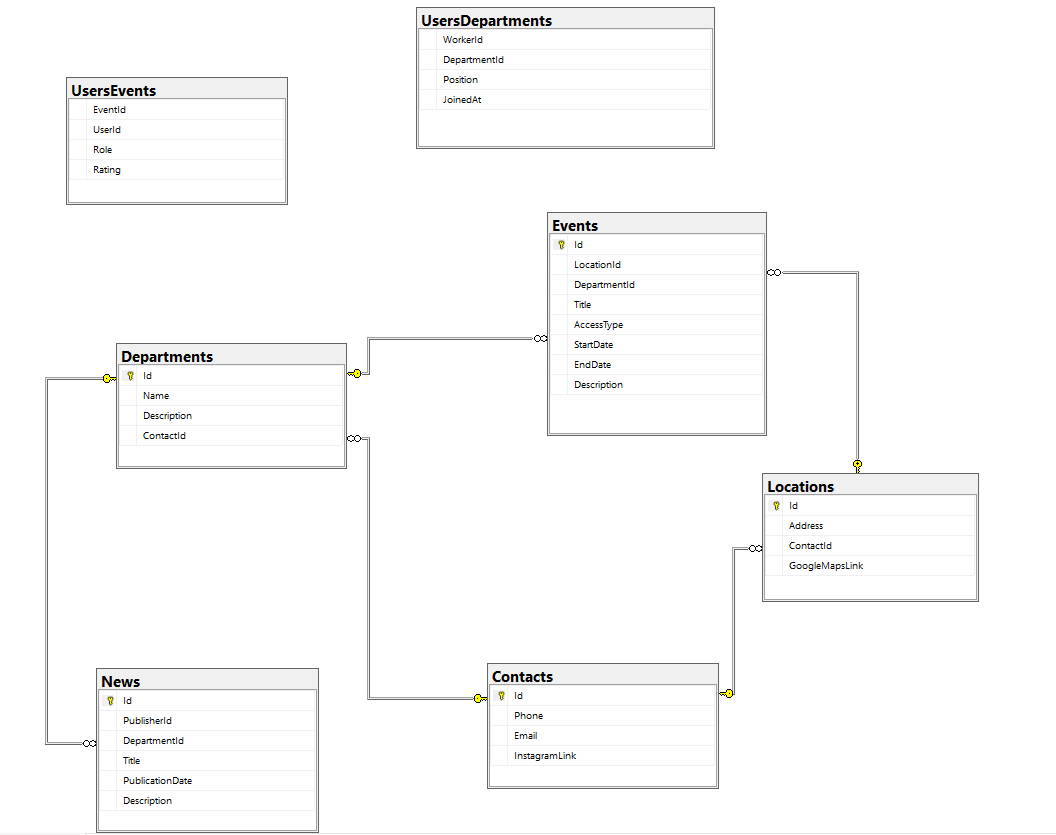 UsersDepartments
WorkerId
DepartmentId
Position
JoinedAt
UsersEvents
EventId
UserId
Role
Rating
Events
Id
LocationId
DepartmentId
Title
AccessType
StartDate
EndDate
Description
Departments
Id
Name
Description
ContactId
Locations
Id
Address
ContactId
GoogleMapsLink
News
Id
PublisherId
DepartmentId
Title
PublicationDate
Description
Contacts
Id
Phone
Email
InstagramLink